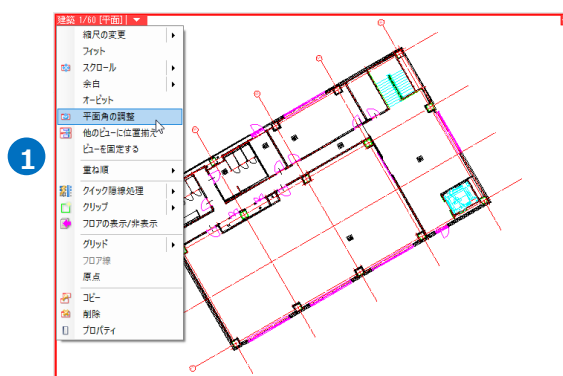 建築 1/60 [平面] ▼
縮尺の変更
フィット
スクロール
余白
オービット
平面角の調整
他のビューに位置揃え
ビューを固定する
1
重ね順
クイック隠線処理
クリップ
フロアの表示/非表示
グリッド
フロア線
原点
コピー
削除
プロパティ